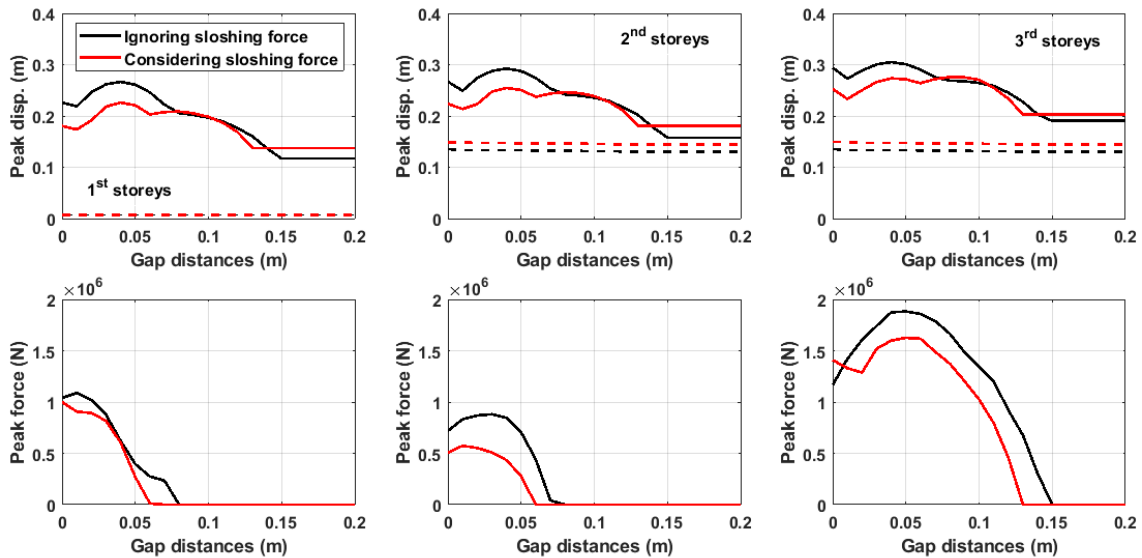 Ignoring sloshing force
Considering sloshing force
Peak disp. (m)
0.4
0.3
0.2
0.1
0
1st storeys
0 0.05 0.1 0.15 0.2
Gap distances (m)
2nd storeys
Peak disp. (m)
0.4
0.3
0.2
0.1
0
0 0.05 0.1 0.15 0.2
Gap distances (m)
3rd storeys
Peak disp. (m)
0.4
0.3
0.2
0.1
0
0 0.05 0.1 0.15 0.2
Gap distances (m)
×10^6
Peak force (N)
2
1.5
1
0.5
0
0 0.05 0.1 0.15 0.2
Gap distances (m)
×10^6
Peak force (N)
2
1.5
1
0.5
0
0 0.05 0.1 0.15 0.2
Gap distances (m)
×10^6
Peak force (N)
2
1.5
1
0.5
0
0 0.05 0.1 0.15 0.2
Gap distances (m)